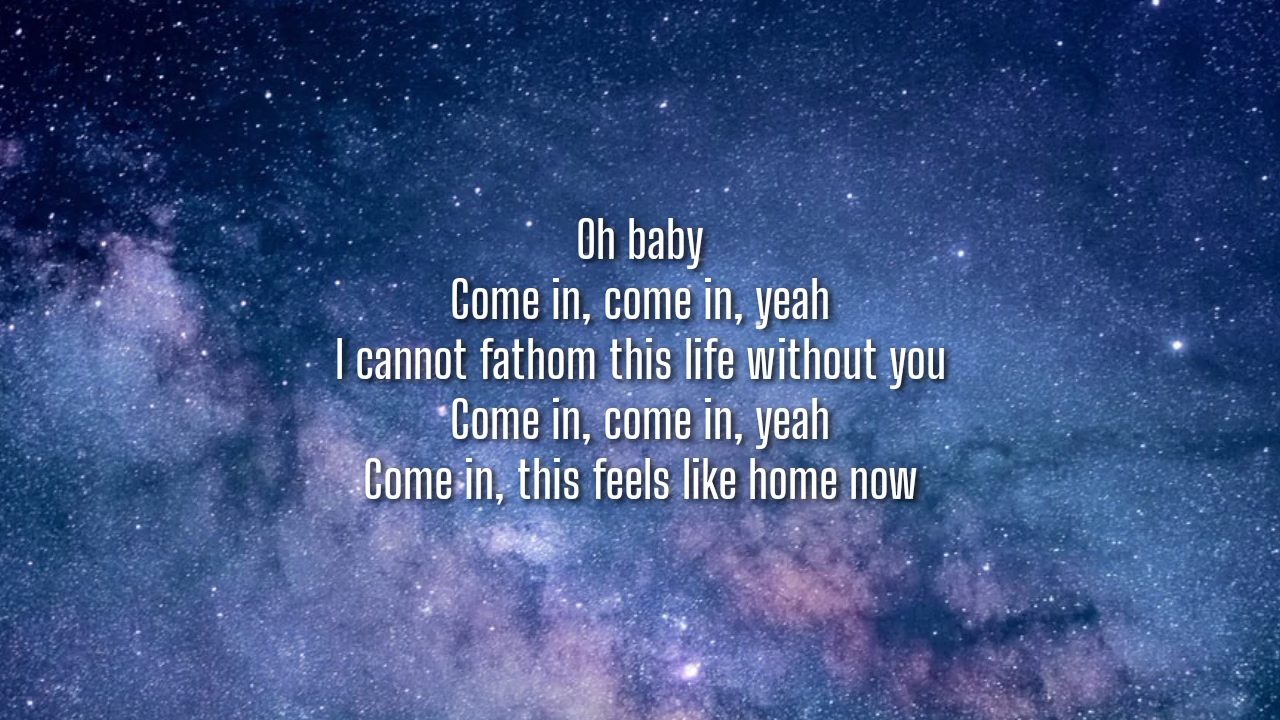 Oh baby
Come in, come in, yeah
I cannot fathom this life without you
Come in, come in, yeah
Come in, this feels like home now